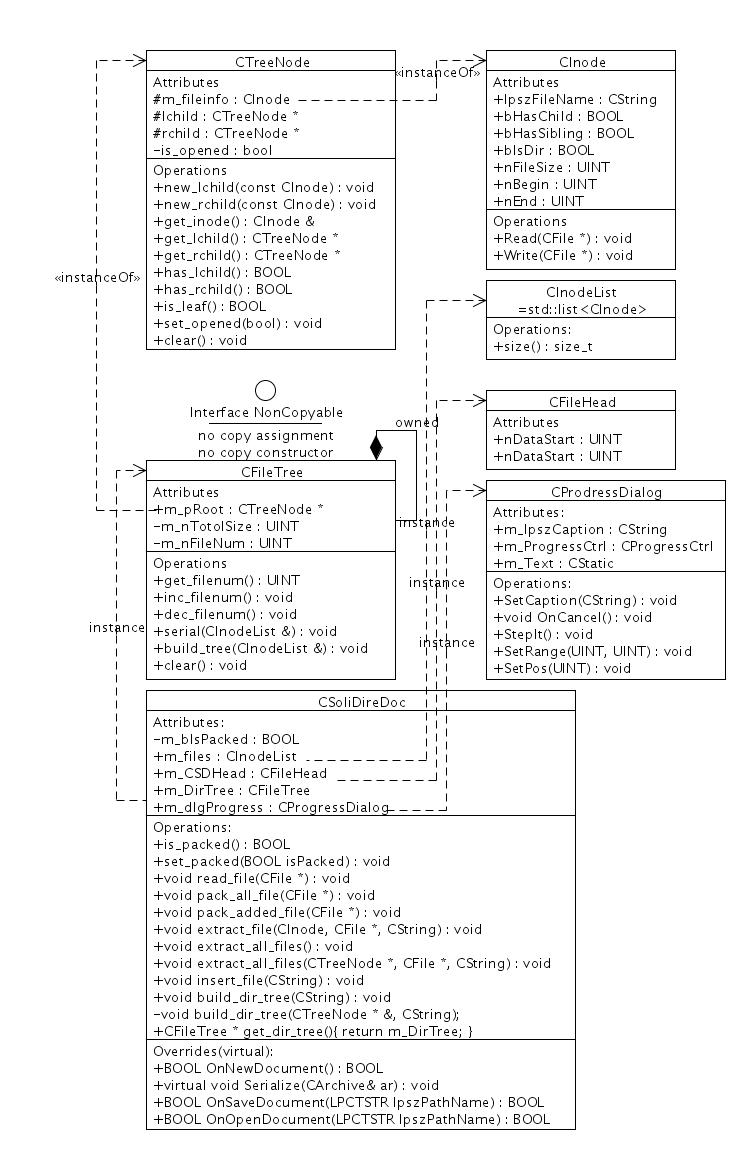 CTreeNode
Attributes
#m_fileinfo : CInode
#lchild : CTreeNode *
#rchild : CTreeNode *
-is_opened : bool
Operations
+new_lchild(const CInode) : void
+new_rchild(const CInode) : void
+get_inode() : CInode &
+get_lchild() : CTreeNode *
+get_rchild() : CTreeNode *
+has_lchild() : BOOL
+has_rchild() : BOOL
+is_leaf() : BOOL
+set_opened(bool) : void
+clear() : void
«instanceOf»
«instanceOf»
CInode
Attributes
+lpszFileName : CString
+bHasChild : BOOL
+bHasSibling : BOOL
+bIsDir : BOOL
+nFileSize : UINT
+nBegin : UINT
+nEnd : UINT
Operations
+Read(CFile *) : void
+Write(CFile *) : void
CInodeList
=std::list<CInode>
Operations:
+size() : size_t
Interface NonCopyable
no copy assignment
no copy constructor
owned
CFileHead
Attributes
+nDataStart : UINT
+nDataStart : UINT
CFileTree
Attributes
+m_pRoot : CTreeNode *
-m_nTotolSize : UINT
-m_nFileNum : UINT
Operations
+get_filenum() : UINT
+inc_filenum() : void
+dec_filenum() : void
+serial(CInodeList &) : void
+build_tree(CInodeList &) : void
+clear() : void
instance
instance
instance
instance
CProdressDialog
Attributes:
+m_lpszCaption : CString
+m_ProgressCtrl : CProgressCtrl
+m_Text : CStatic
Operations:
+SetCaption(CString) : void
+void OnCancel() : void
+StepIt() : void
+SetRange(UINT, UINT) : void
+SetPos(UINT) : void
CSoliDireDoc
Attributes:
-m_bIsPacked : BOOL
+m_files : CInodeList
+m_CSDHead : CFileHead
+m_DirTree : CFileTree
+m_dlgProgress : CProgressDialog
Operations:
+is_packed() : BOOL
+set_packed(BOOL isPacked) : void
+void read_file(CFile *) : void
+void pack_all_file(CFile *) : void
+void pack_added_file(CFile *) : void
+void extract_file(CInode, CFile *, CString) : void
+void extract_all_files() : void
+void extract_all_files(CTreeNode *, CFile *, CString) : void
+void insert_file(CString) : void
+void build_dir_tree(CString) : void
-void build_dir_tree(CTreeNode * &, CString);
+CFileTree * get_dir_tree(){ return m_DirTree; }
Overrides(virtual):
+BOOL OnNewDocument() : BOOL
+virtual void Serialize(CArchive& ar) : void
+BOOL OnSaveDocument(LPCTSTR lpszPathName) : BOOL
+BOOL OnOpenDocument(LPCTSTR lpszPathName) : BOOL